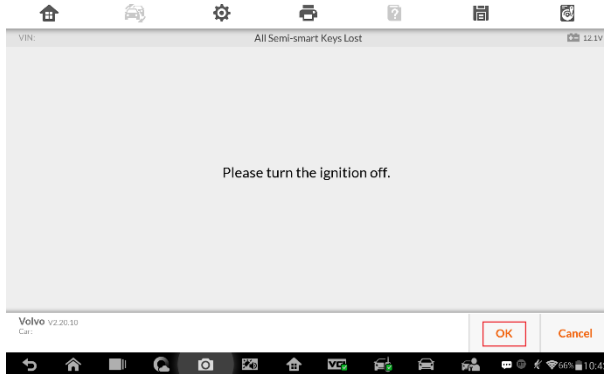 VIN:
All Semi-smart Keys Lost
12.1V
Please turn the ignition off.
Volvo V2.20.10
Car:
OK
Cancel
66%